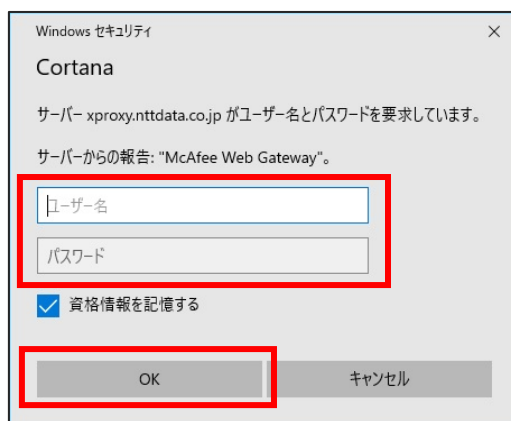 Windows セキュリティ
Cortana
サーバー xproxy.nttdata.co.jp がユーザー名とパスワードを要求しています。
サーバーからの報告: "McAfee Web Gateway"。
ユーザー名
パスワード
資格情報を記憶する
OK キャンセル